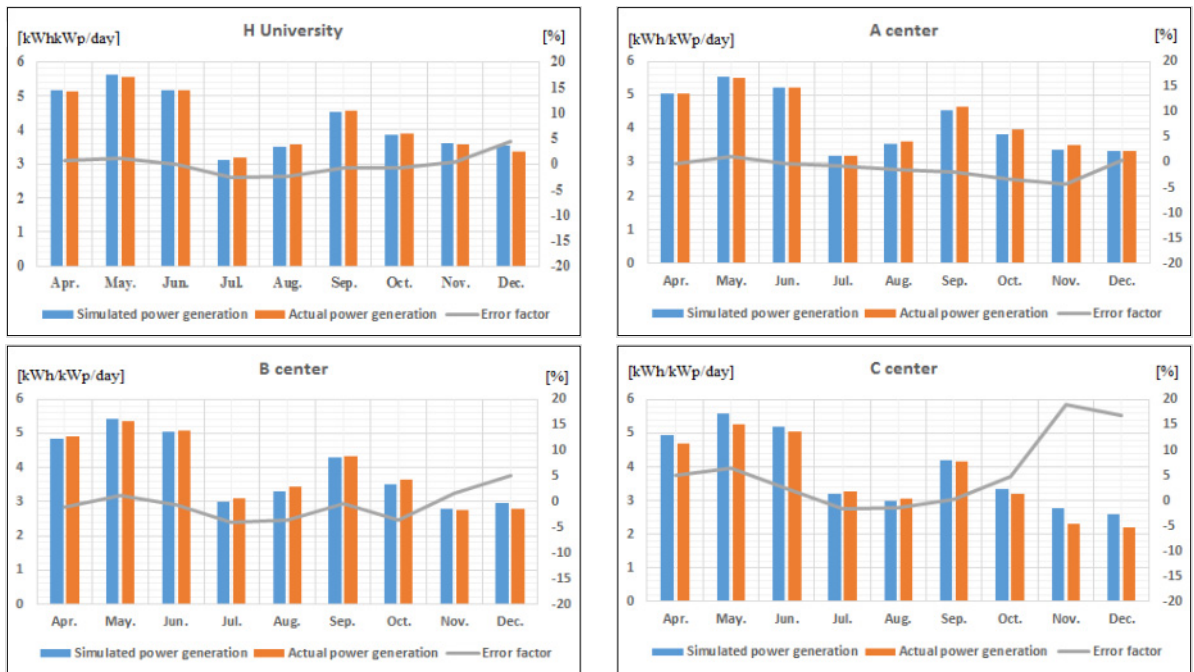 H University
[kWhkWp/day] [%]
6 20
5 15
4 10
3 5
2 0
1 -5
0 -10
-15
-20
Apr. May. Jun. Jul. Aug. Sep. Oct. Nov. Dec.
Simulated power generation Actual power generation Error factor
A center
[kWh/kWp/day] [%]
6 20
5 15
4 10
3 5
2 0
1 -5
0 -10
-15
-20
Apr. May. Jun. Jul. Aug. Sep. Oct. Nov. Dec.
Simulated power generation Actual power generation Error factor
B center
[kWh/kWp/day] [%]
6 20
5 15
4 10
3 5
2 0
1 -5
0 -10
-15
-20
Apr. May. Jun. Jul. Aug. Sep. Oct. Nov. Dec.
Simulated power generation Actual power generation Error factor
C center
[kWh/kWp/day] [%]
6 20
5 15
4 10
3 5
2 0
1 -5
0 -10
-15
-20
Apr. May. Jun. Jul. Aug. Sep. Oct. Nov. Dec.
Simulated power generation Actual power generation Error factor